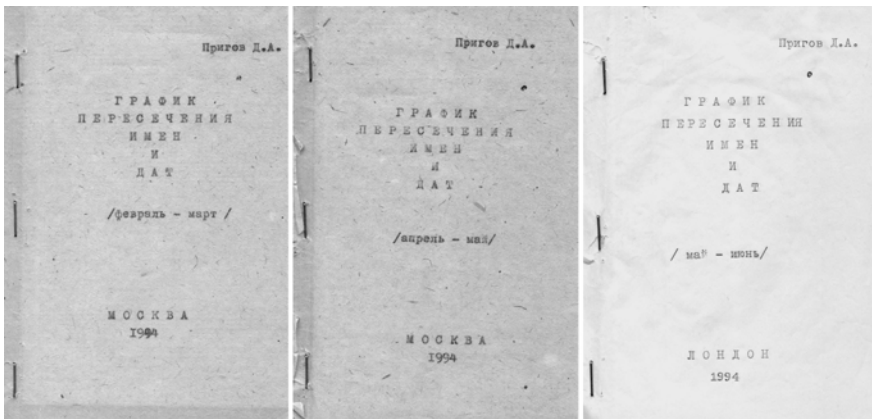 Пригов Д.А.
ГРАФИК
ПЕРЕСЕЧЕНИЯ
ИМЕН
И
ДАТ
/февраль - март /
МОСКВА
1994
Пригов Д.А.
ГРАФИК
ПЕРЕСЕЧЕНИЯ
ИМЕН
И
ДАТ
/апрель - май/
МОСКВА
1994
Пригов Д.А.
ГРАФИК
ПЕРЕСЕЧЕНИЯ
ИМЕН
И
ДАТ
/ май - июнь/
ЛОНДОН
1994